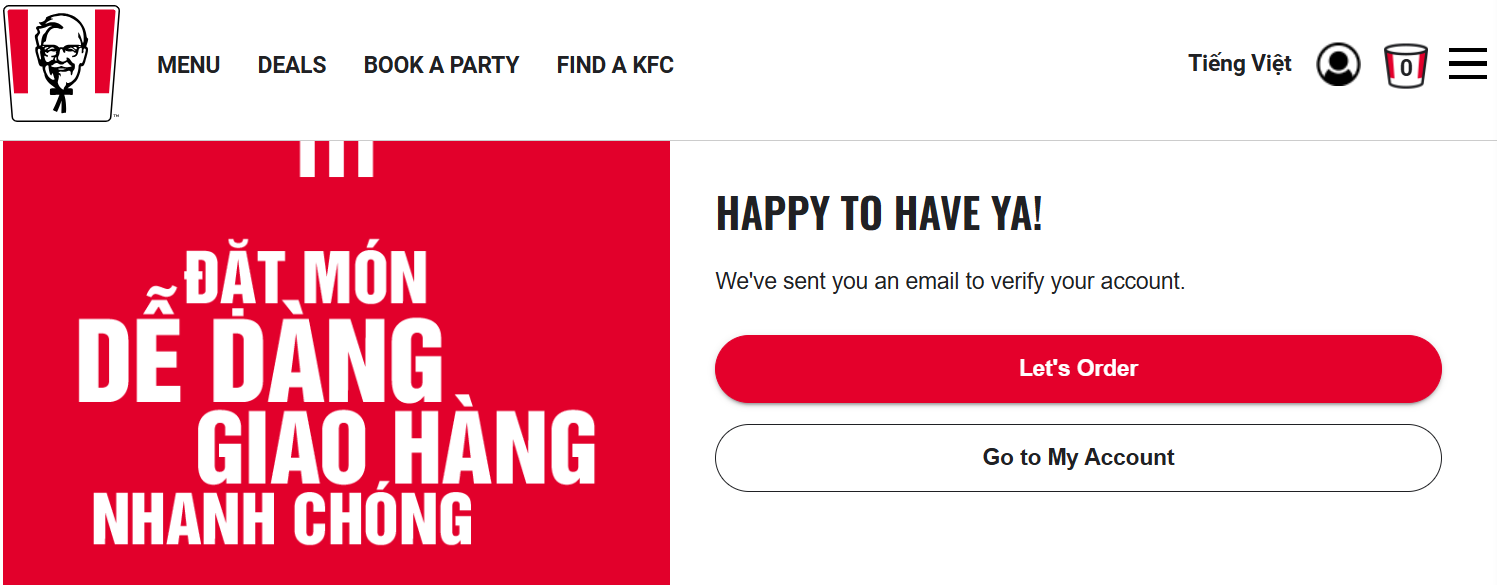 MENU
DEALS
BOOK A PARTY
FIND A KFC
Tiếng Việt
0
TM
ĐẶT MÓN
DỄ DÀNG
GIAO HÀNG
NHANH CHÓNG
HAPPY TO HAVE YA!
We've sent you an email to verify your account.
Let's Order
Go to My Account